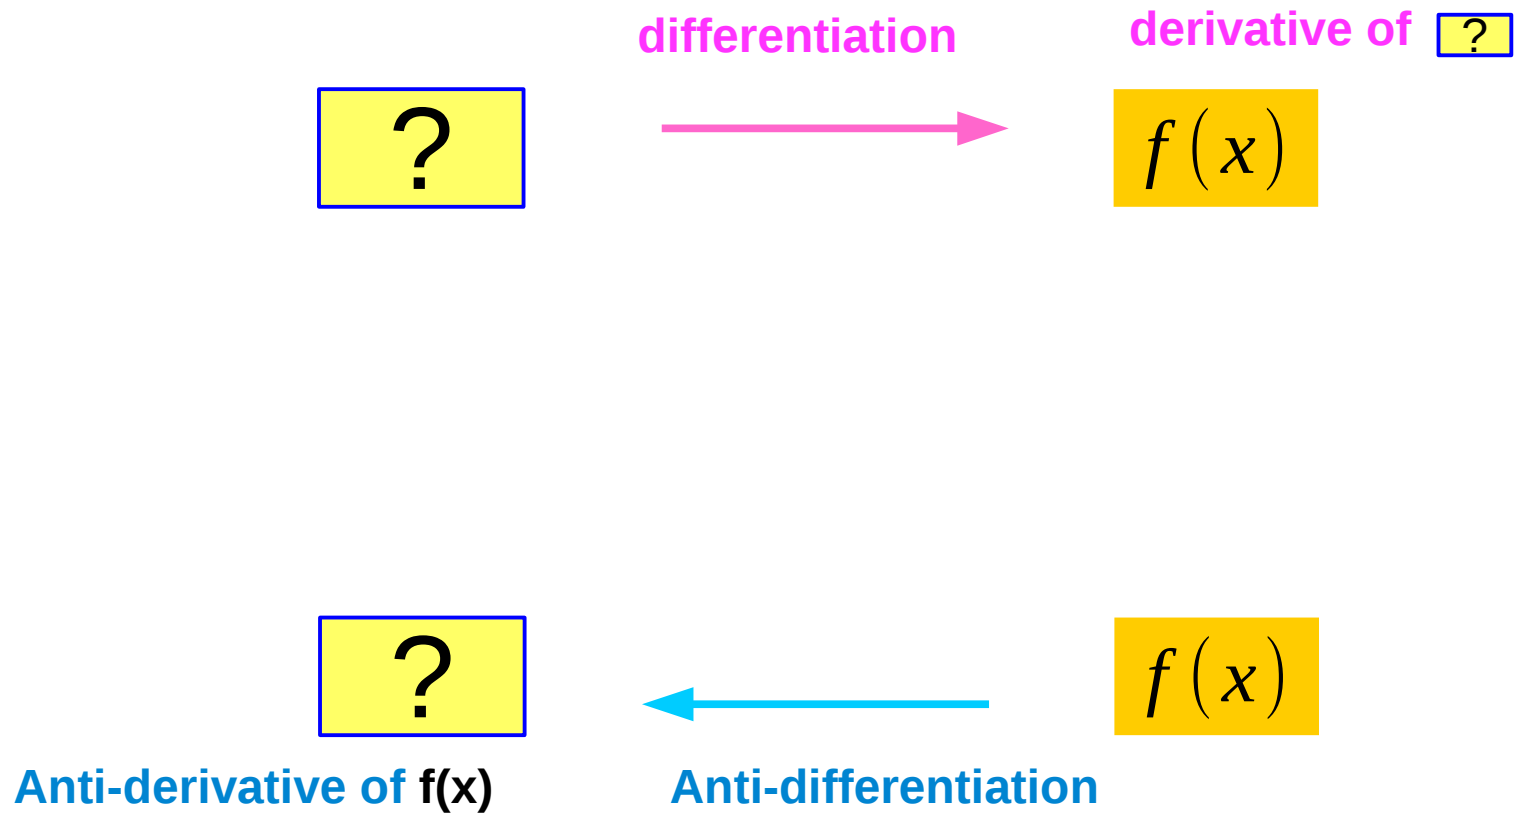 differentiation
derivative of ?
?
f(x)
?
f(x)
Anti-derivative of f(x)
Anti-differentiation